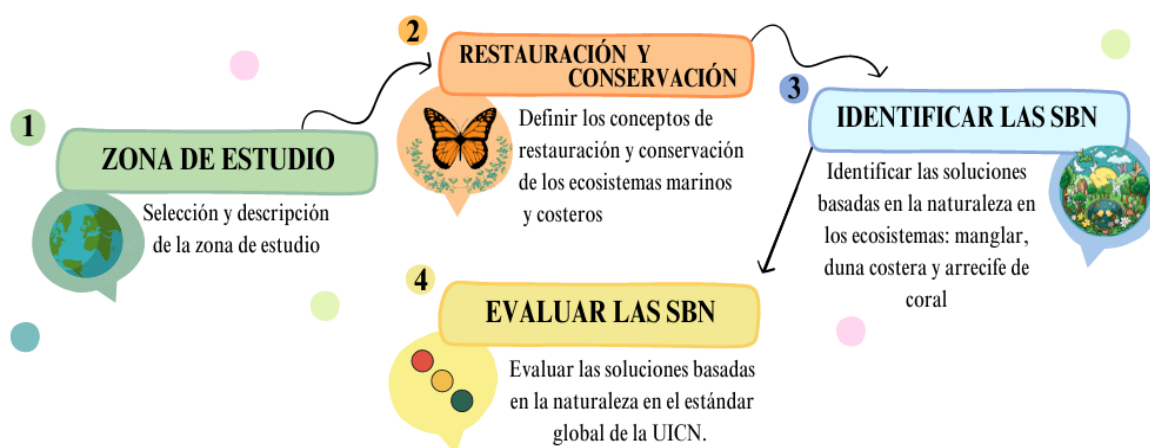 1
ZONA DE ESTUDIO
Selección y descripción
de la zona de estudio
2
RESTAURACIÓN Y
CONSERVACIÓN
Definir los conceptos de
restauración y conservación
de los ecosistemas marinos
y costeros
3
IDENTIFICAR LAS SBN
Identificar las soluciones
basadas en la naturaleza en
los ecosistemas: manglar,
duna costera y arrecife de
coral
4
EVALUAR LAS SBN
Evaluar las soluciones basadas
en la naturaleza en el estándar
global de la UICN.